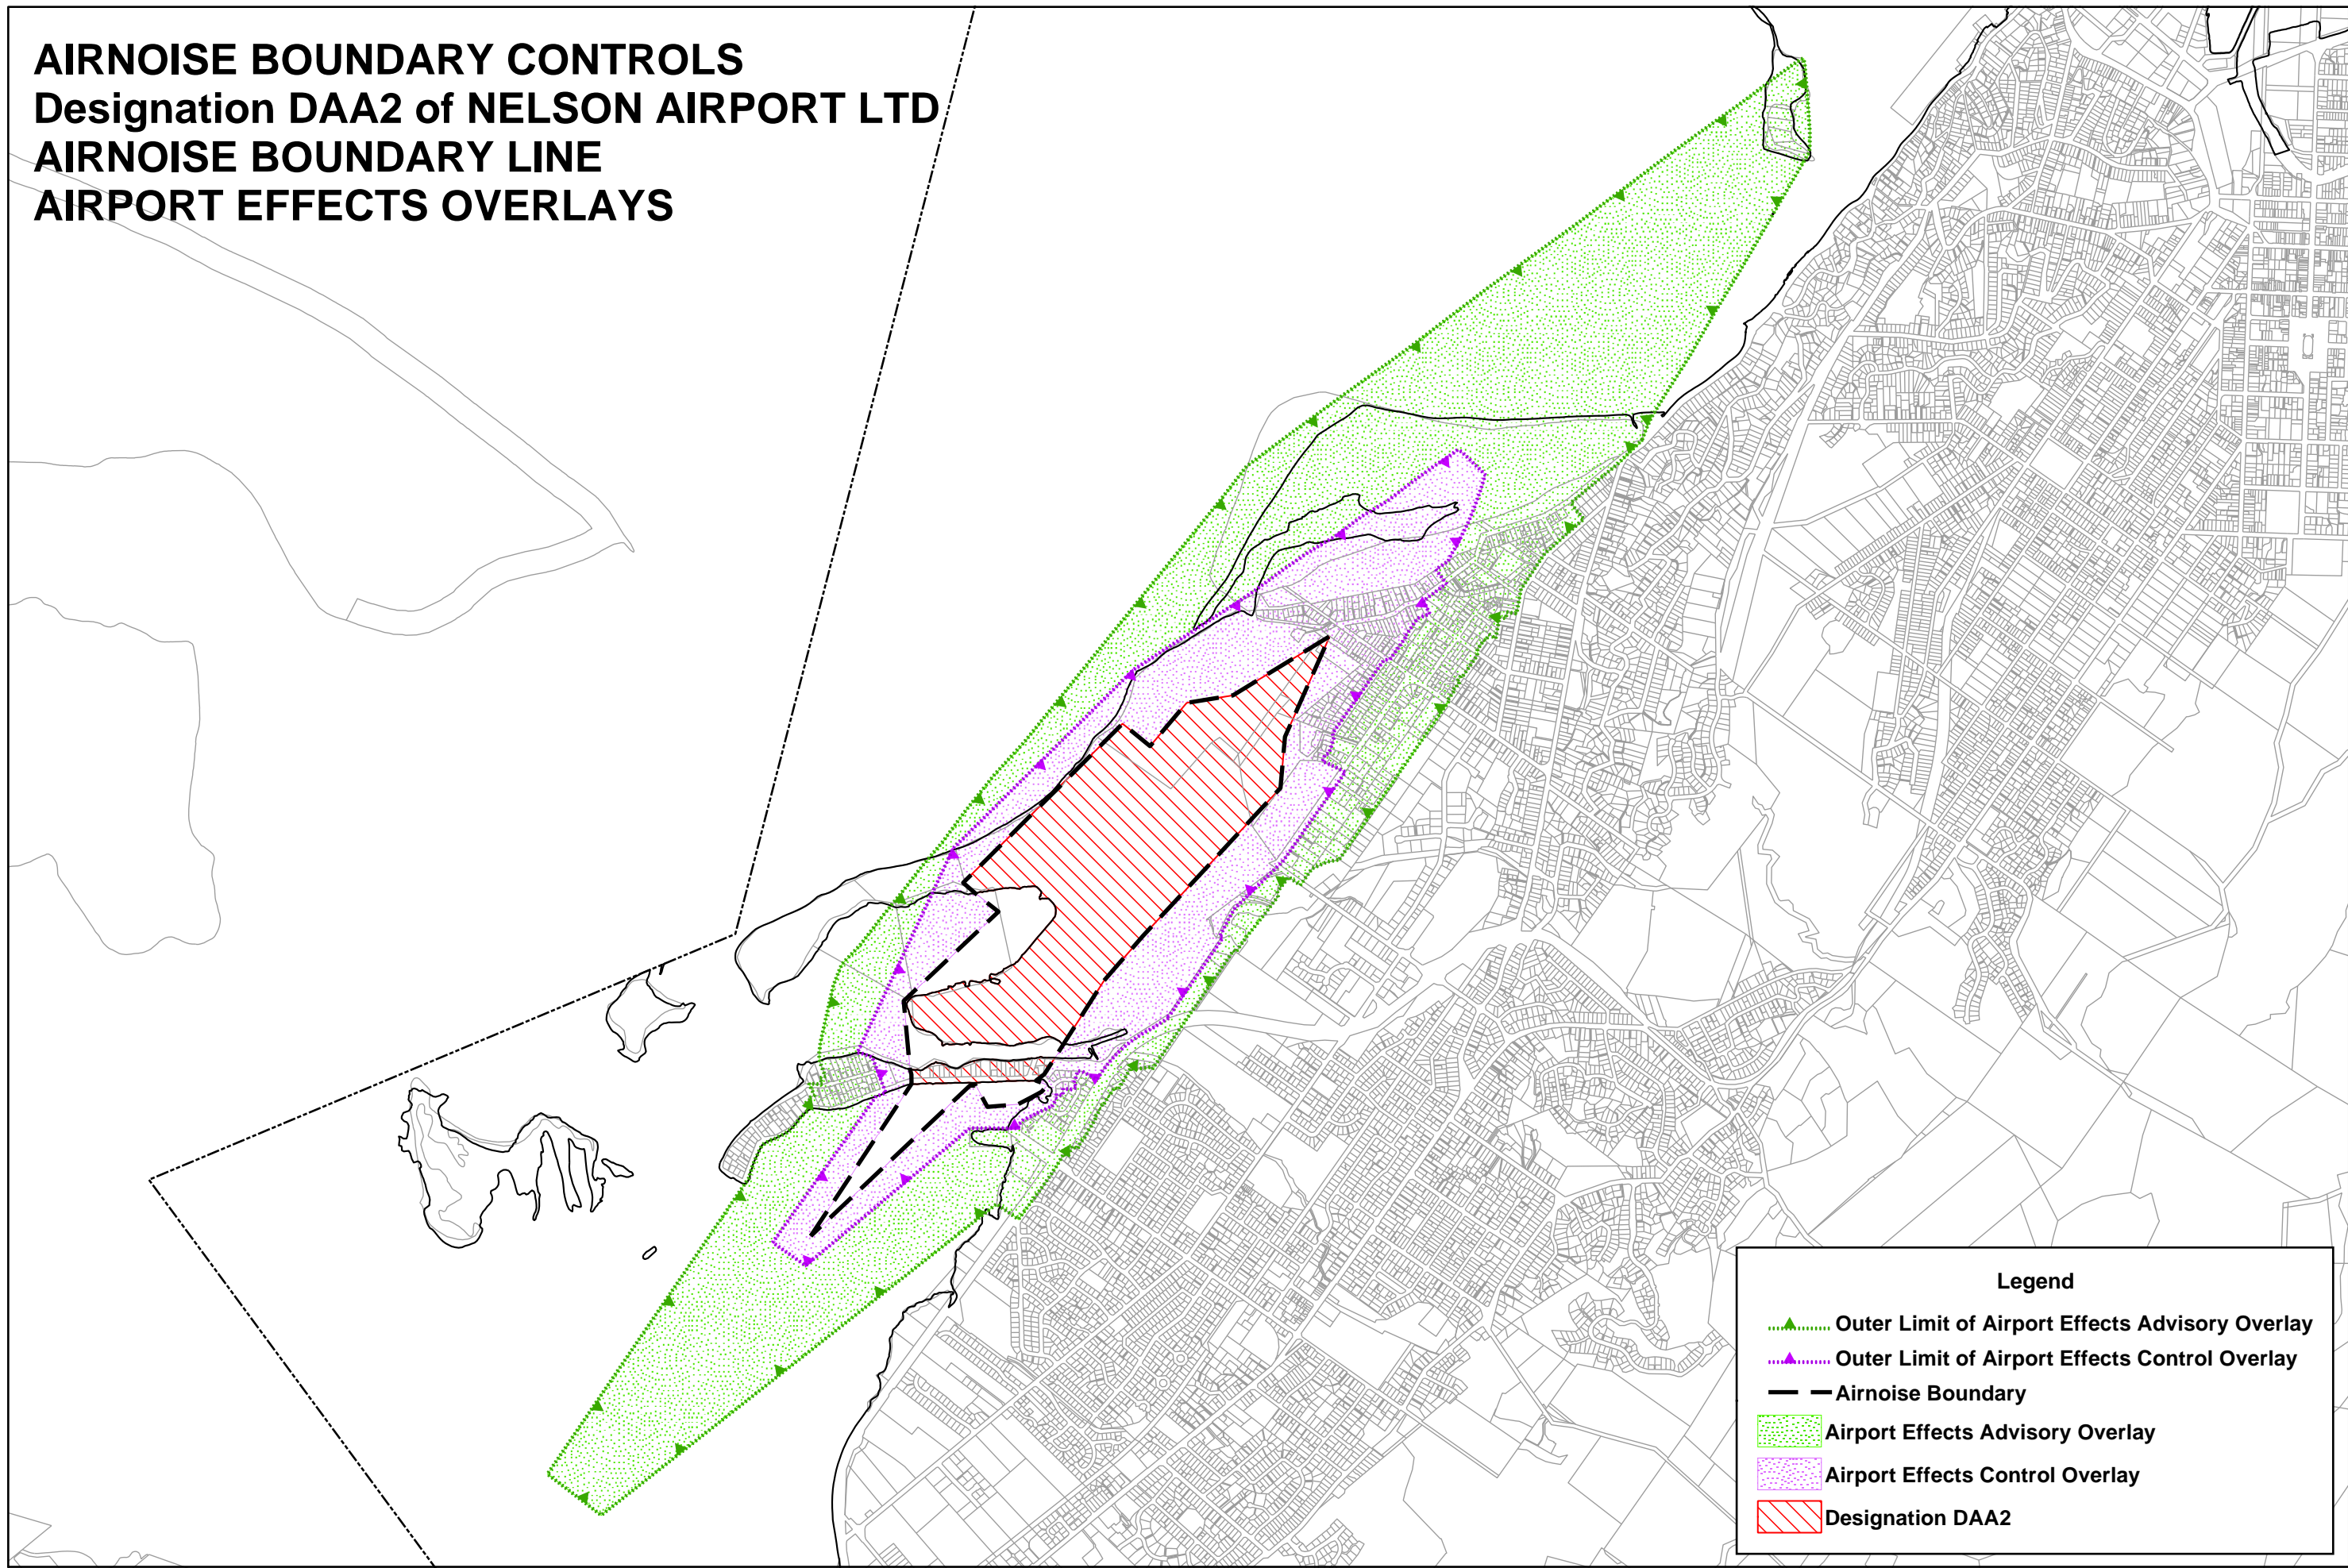 AIRNOISE BOUNDARY CONTROLS
Designation DAA2 of NELSON AIRPORT LTD
AIRNOISE BOUNDARY LINE
AIRPORT EFFECTS OVERLAYS
Legend
Outer Limit of Airport Effects Advisory Overlay
Outer Limit of Airport Effects Control Overlay
Airnoise Boundary
Airport Effects Advisory Overlay
Airport Effects Control Overlay
Designation DAA2